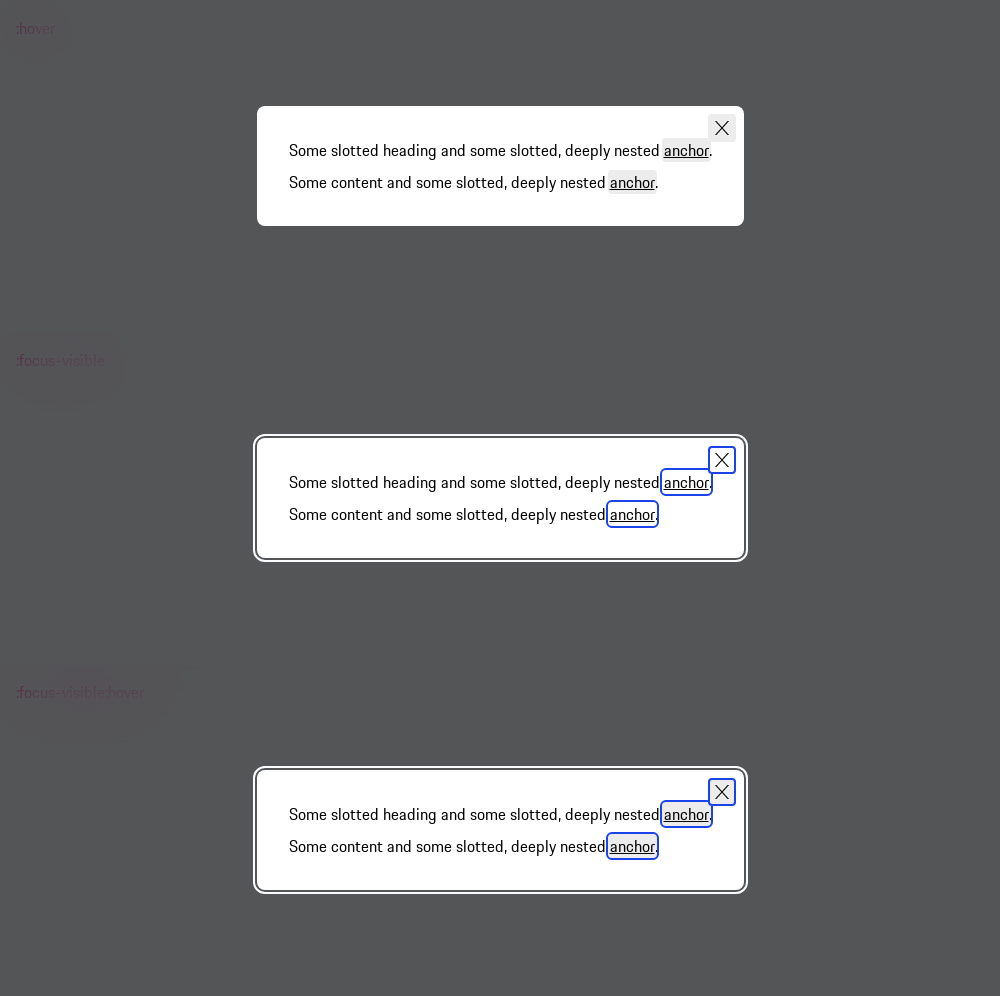 :hover
Some slotted heading and some slotted, deeply nested anchor.
Some content and some slotted, deeply nested anchor.
:focus-visible
Some slotted heading and some slotted, deeply nested anchor.
Some content and some slotted, deeply nested anchor.
:focus-visible:hover
Some slotted heading and some slotted, deeply nested anchor.
Some content and some slotted, deeply nested anchor.